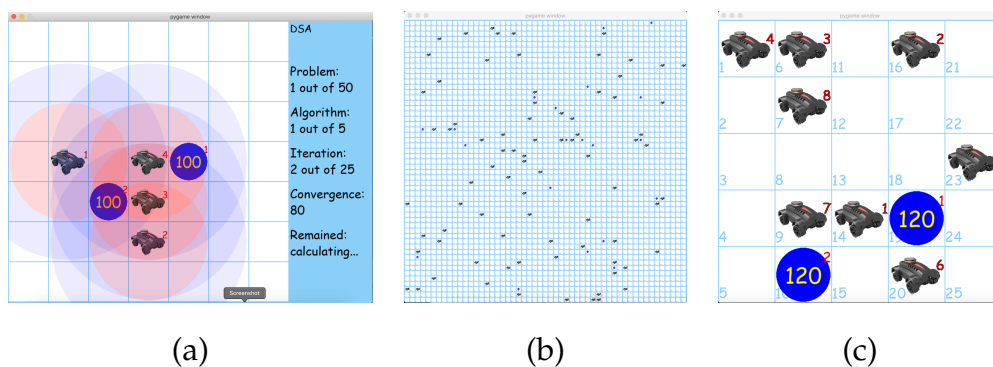 pygame window
DSA
Problem:
1 out of 50
Algorithm:
1 out of 5
Iteration:
2 out of 25
Convergence:
80
Remained:
calculating...
1
4
100
1
100
2
3
2
Screenshot
(a)
pygame window
(b)
pygame window
4
3
2
1
6
11
16
21
8
2
7
12
17
22
3
8
13
18
23
7
1
120
1
4
9
14
19
24
120
2
6
5
10
15
20
25
(c)